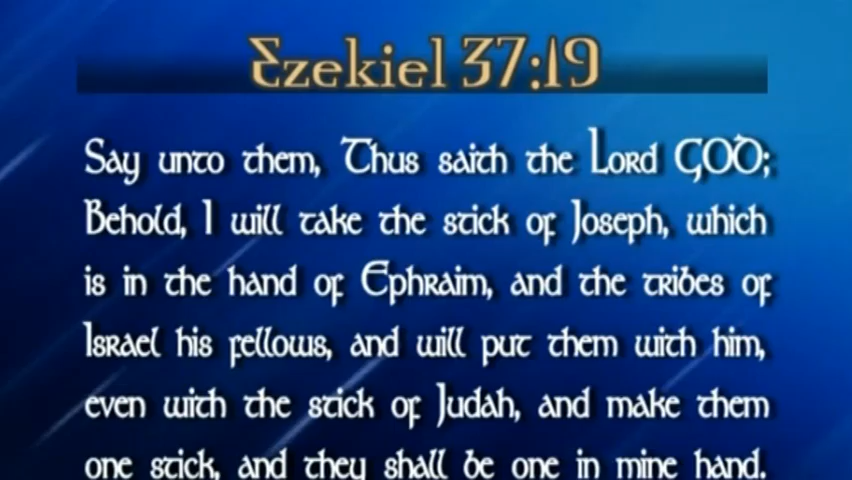 Ezekiel 37:19
Say unto them, Thus saith the Lord GOD;
Behold, I will take the stick of Joseph, which
is in the hand of Ephraim, and the tribes of
Israel his fellows, and will put them with him,
even with the stick of Judah, and make them
one stick, and they shall be one in mine hand.